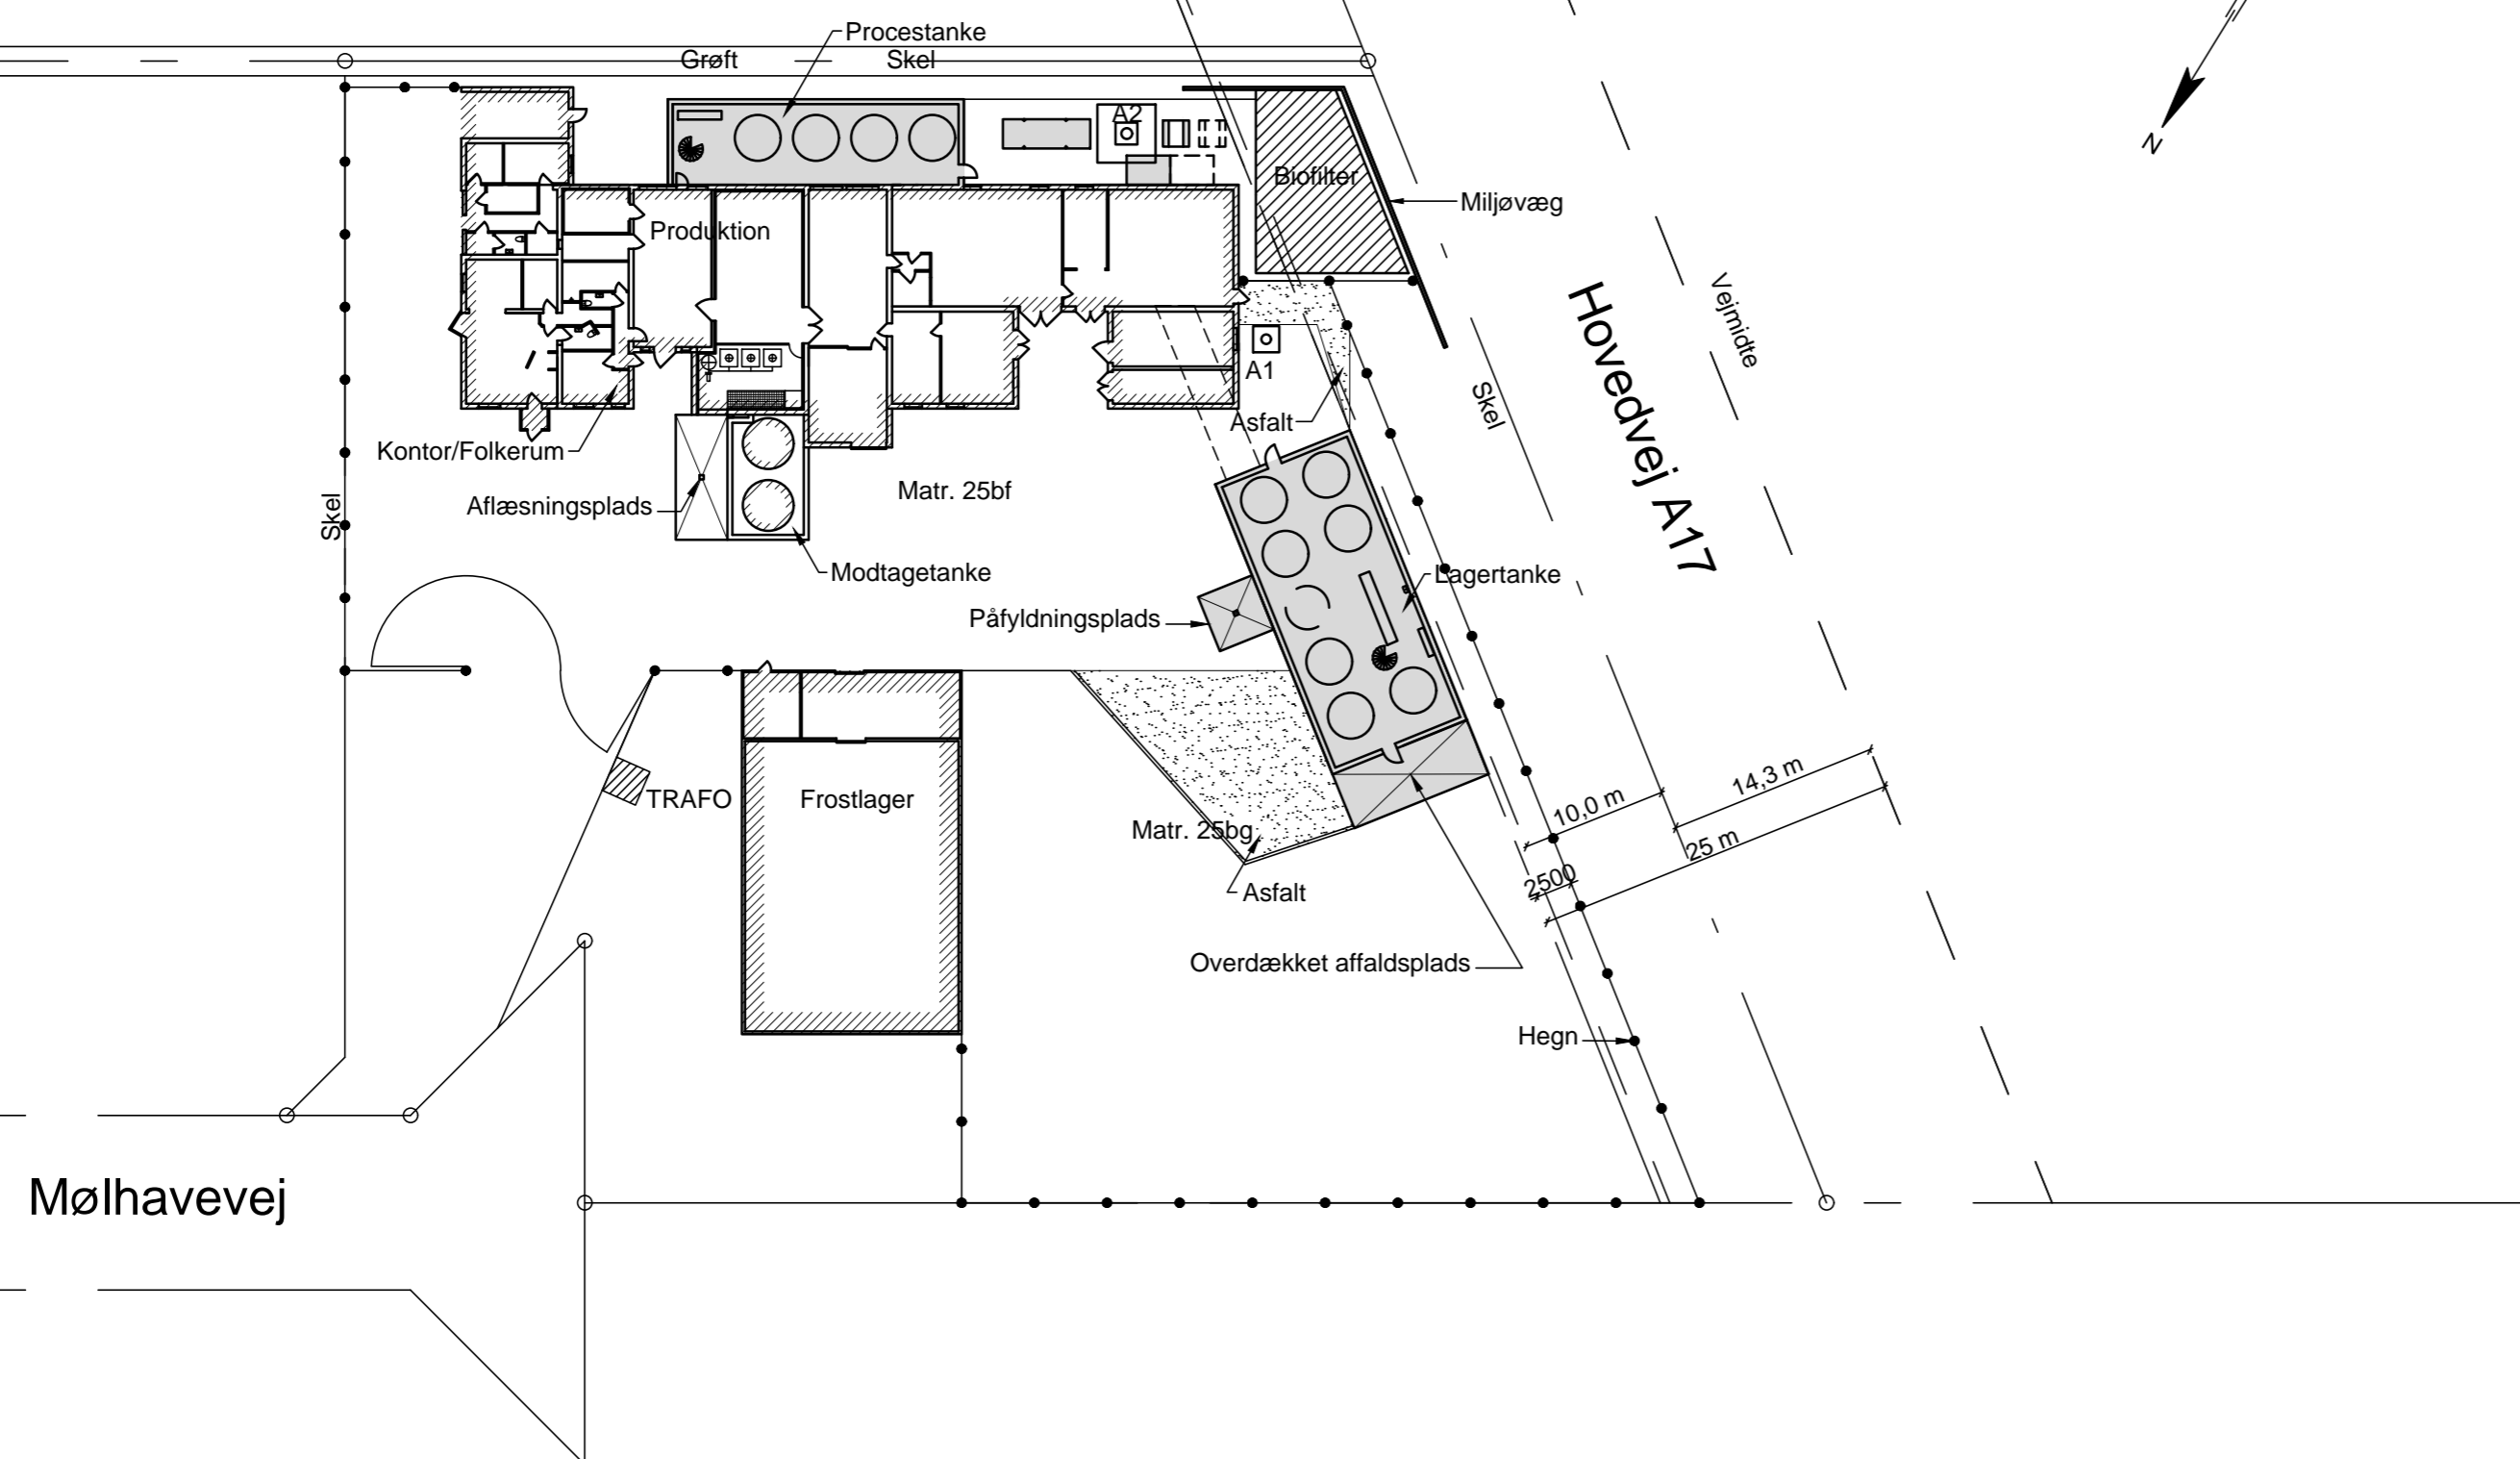 Procestanke
Grøft
Skel
A2
N
Biofilter
Miljøvæg
Produktion
Hovedvej A17
Vejmidte
A1
Skel
Asfalt
Kontor/Folkerum
Aflæsningsplads
Matr. 25bf
Skel
Modtagetanke
Lagertanke
Påfyldningsplads
TRAFO
Frostlager
14,3 m
10,0 m
Matr. 25bg
25 m
2500
Asfalt
Overdækket affaldsplads
Hegn
Mølhavevej